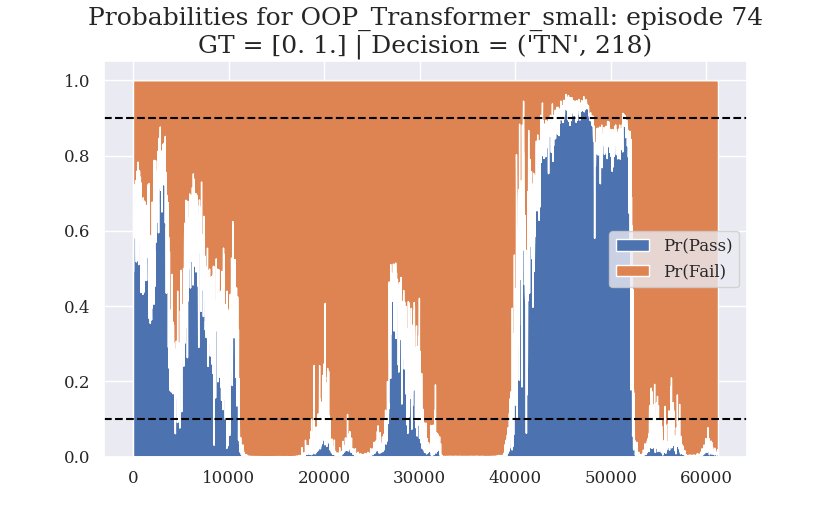 Probabilities for OOP_Transformer_small: episode 74
GT = [0. 1.] | Decision = ('TN', 218)
1.0
0.8
0.6
0.4
0.2
0.0
Pr(Pass)
Pr(Fail)
0 10000 20000 30000 40000 50000 60000